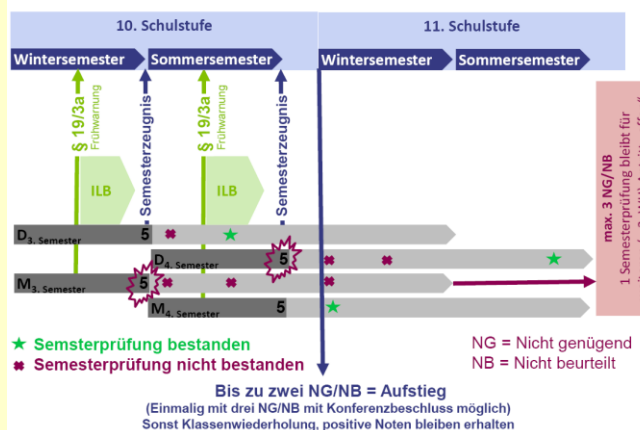 10. Schulstufe
11. Schulstufe
Wintersemester
Sommersemester
Wintersemester
Sommersemester
§ 19/3a
Frühwarnung
Semesterzeugnis
§ 19/3a
Frühwarnung
Semesterzeugnis
ILB
ILB
max. 3 NG/NB
1 Semesterprüfung bleibt für
D3. Semester 5
D4. Semester 5
M3. Semester 5
M4. Semester 5
Semsterprüfung bestanden
Semesterprüfung nicht bestanden
NG = Nicht genügend
NB = Nicht beurteilt
Bis zu zwei NG/NB = Aufstieg
(Einmalig mit drei NG/NB mit Konferenzbeschluss möglich)
Sonst Klassenwiederholung, positive Noten bleiben erhalten